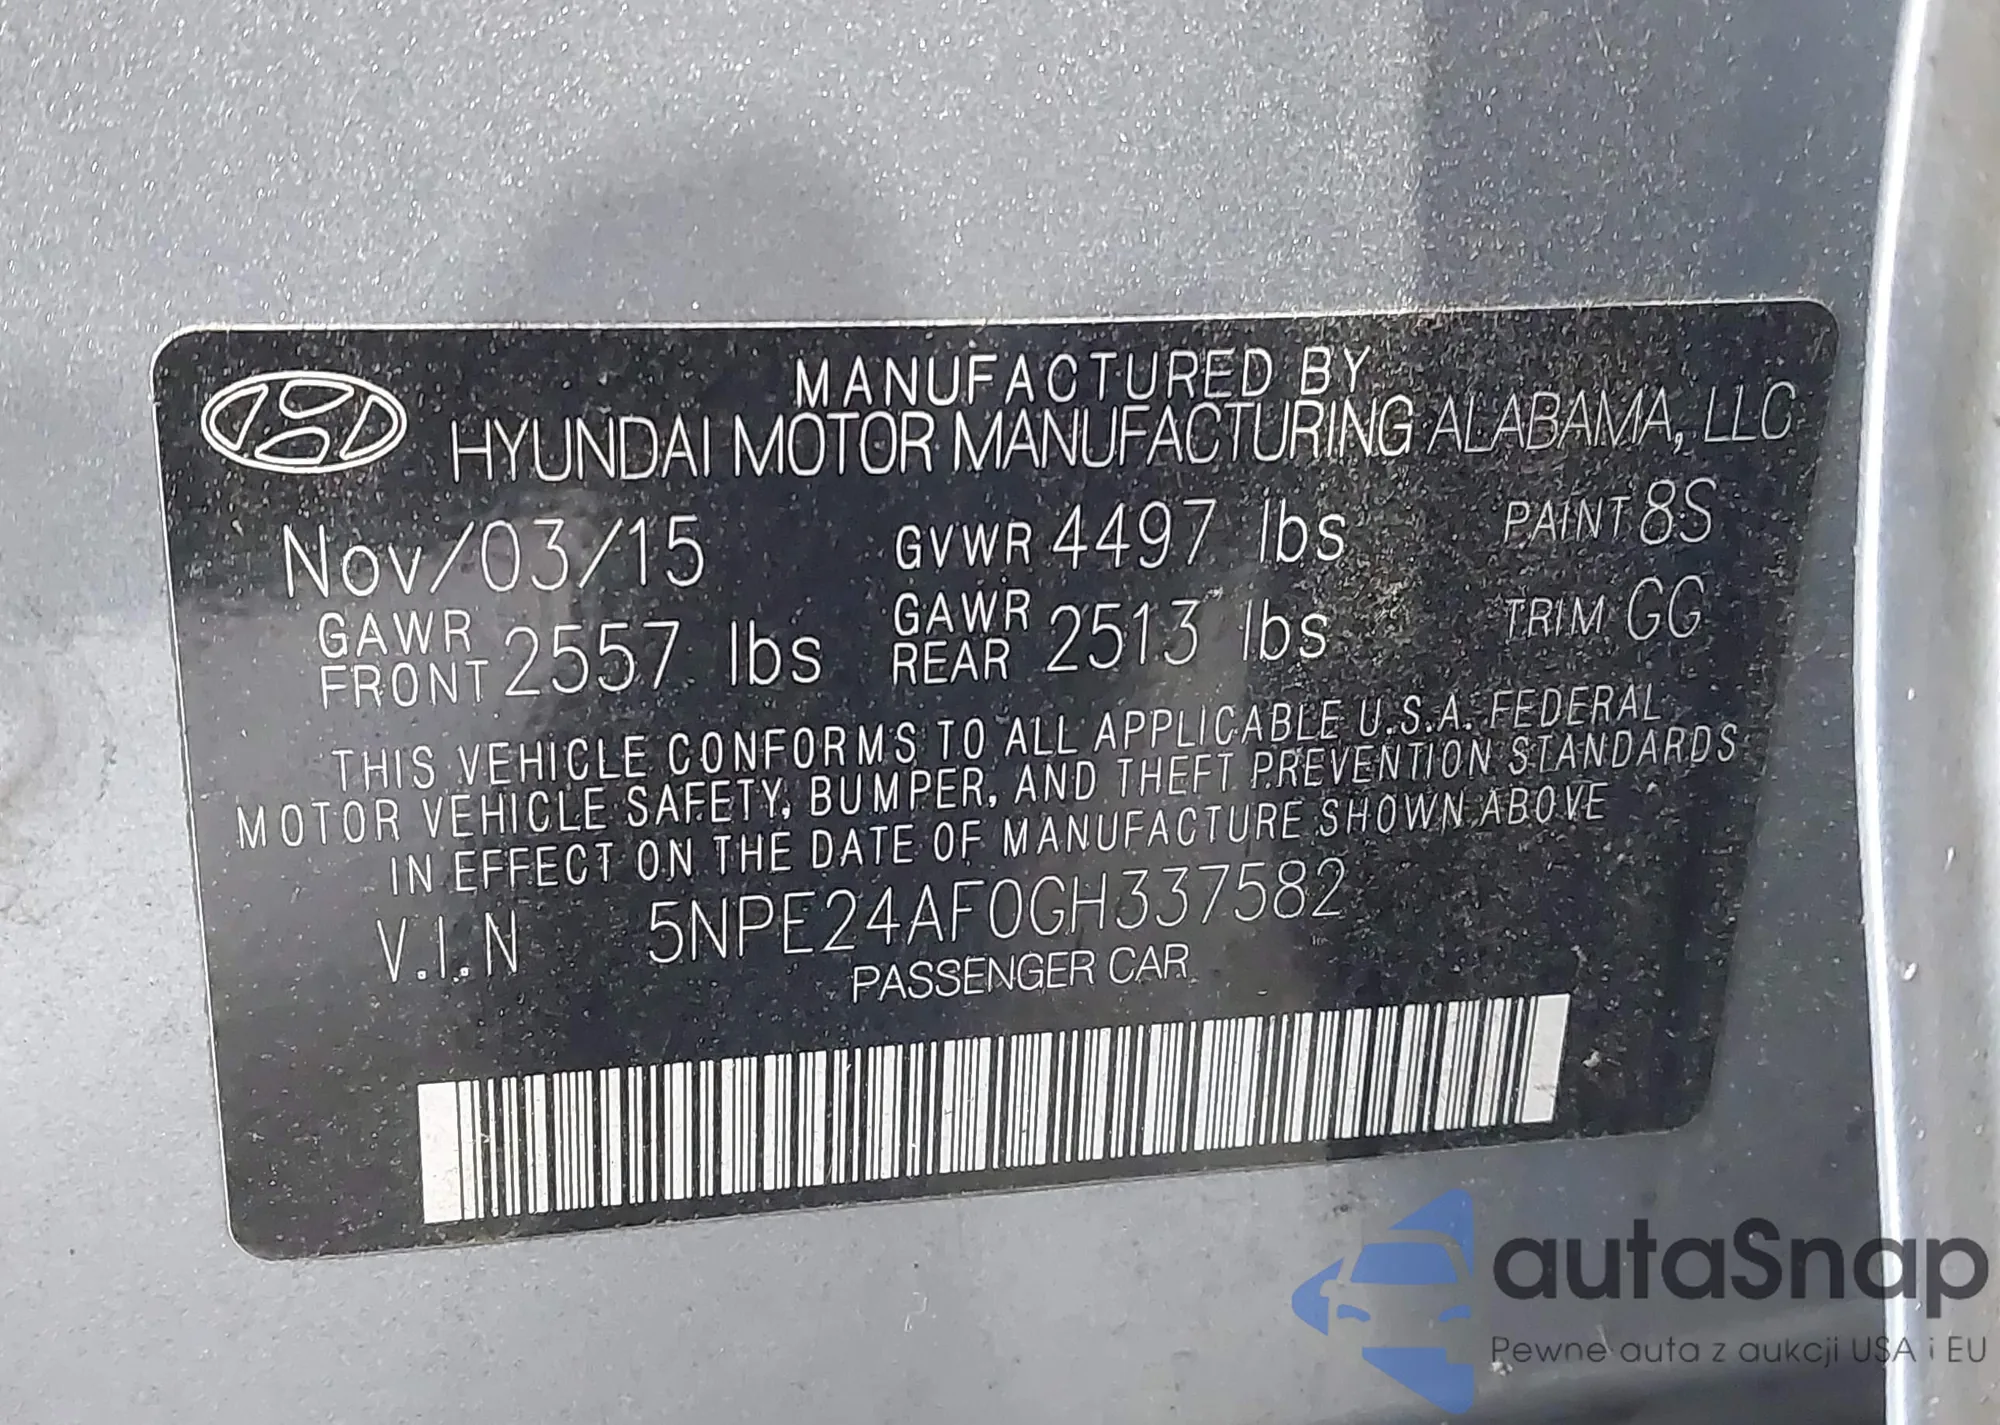 MANUFACTURED BY
HYUNDAI MOTOR MANUFACTURING ALABAMA, LLC
Nov/03/15 GVWR 4497 lbs PAINT 8S
GAWR FRONT 2557 lbs GAWR REAR 2513 lbs TRIM GG
THIS VEHICLE CONFORMS TO ALL APPLICABLE U.S.A. FEDERAL
MOTOR VEHICLE SAFETY, BUMPER, AND THEFT PREVENTION STANDARDS
IN EFFECT ON THE DATE OF MANUFACTURE SHOWN ABOVE
V.I.N 5NPE24AF0GH337582
PASSENGER CAR
autaSnap
Pewne auta z aukcji USA i EU